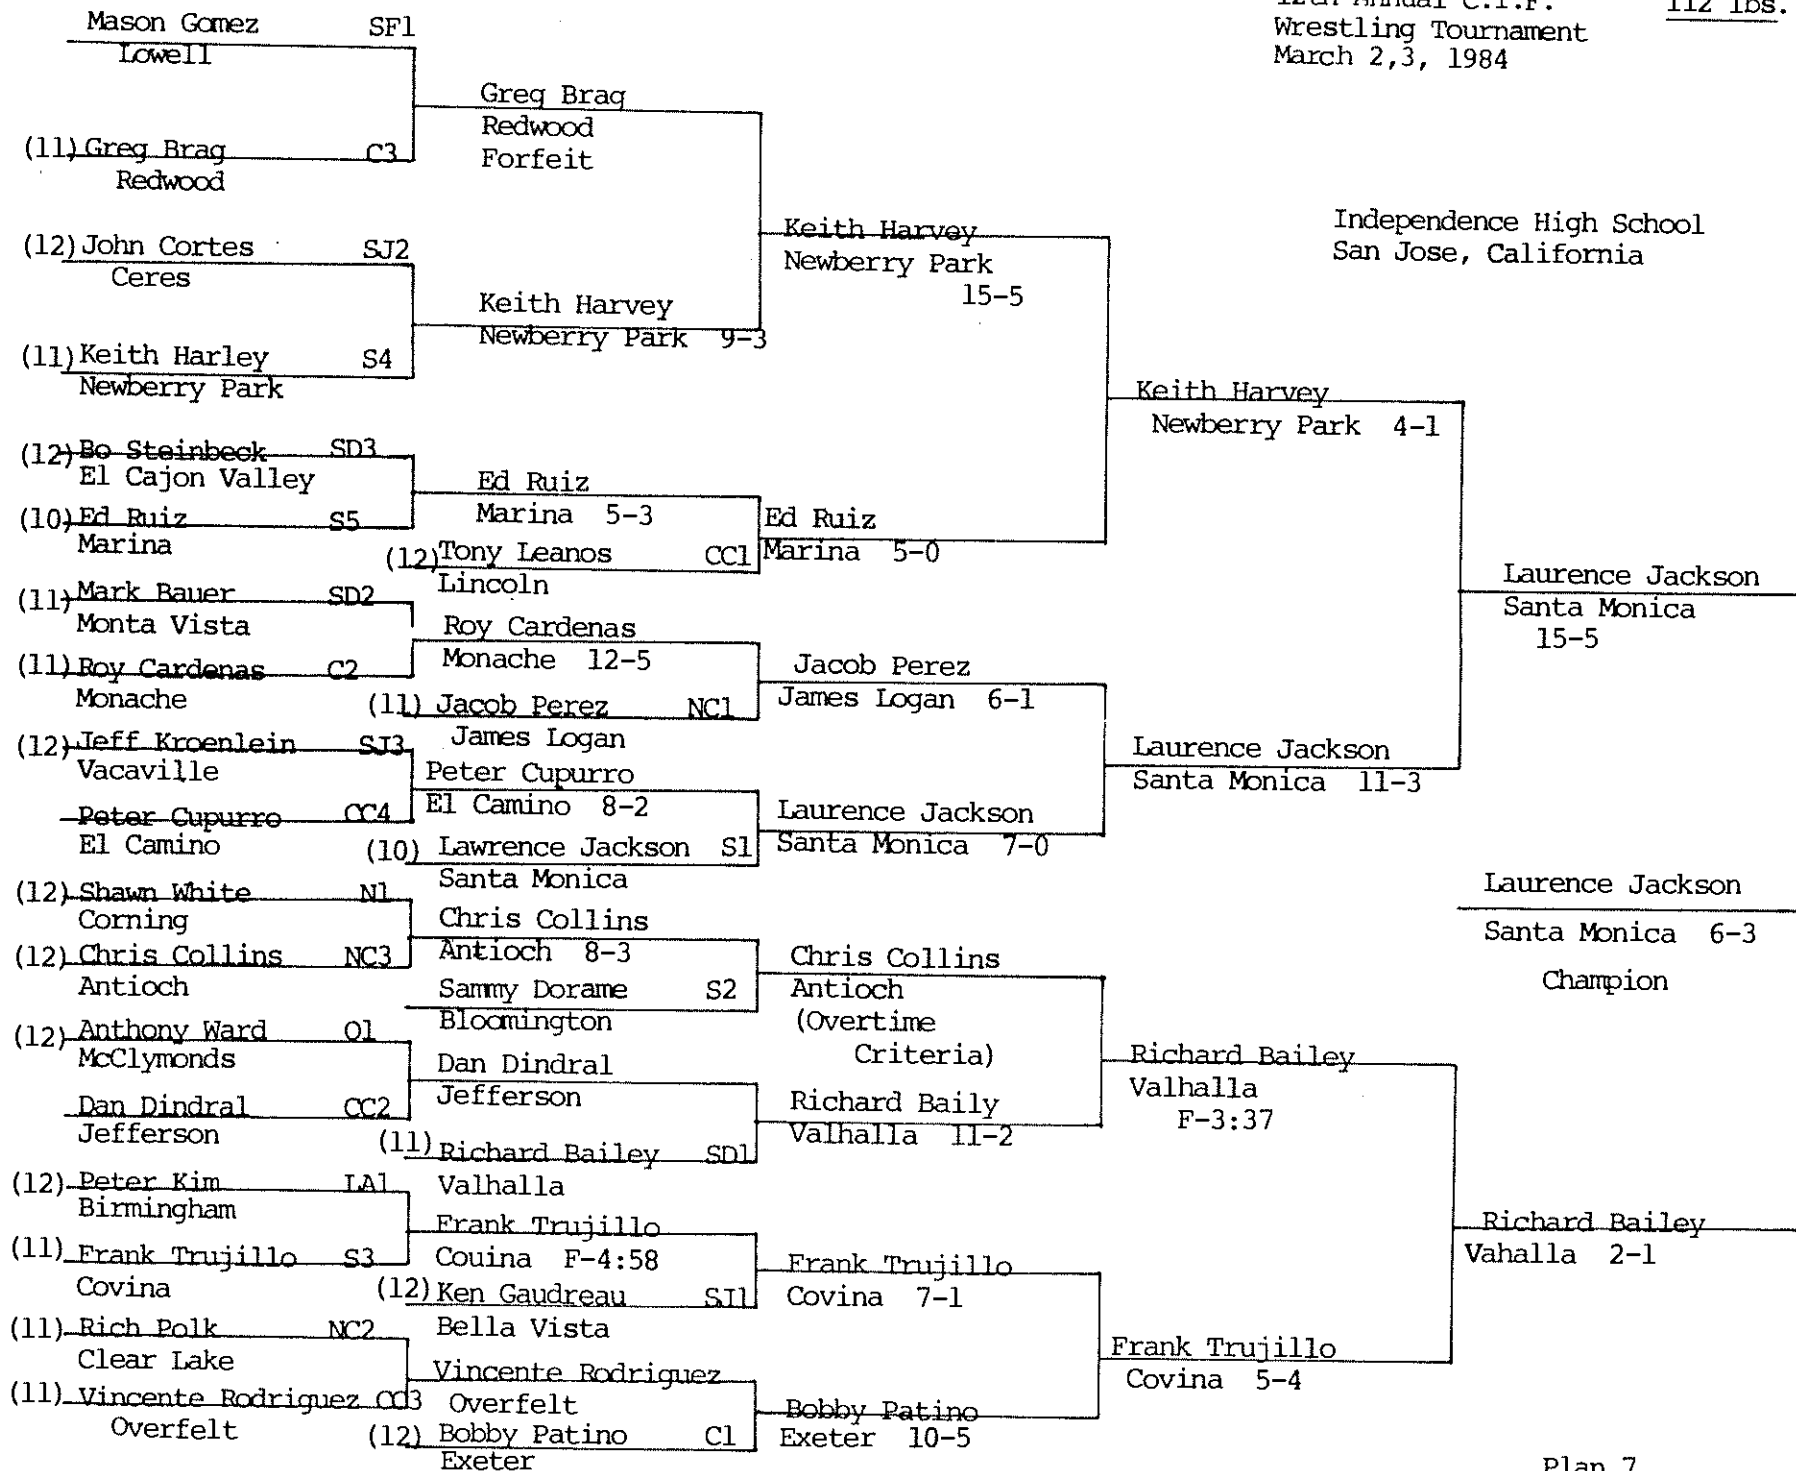 12th Annual C.I.F.
112 lbs.
Wrestling Tournament
March 2,3, 1984
Independence High School
San Jose, California
Mason Gomez SF1
Lowell
(11) Greg Brag C3
Redwood
(12) John Cortes SJ2
Ceres
(11) Keith Harley S4
Newberry Park
(12) Bo Steinbeck SD3
El Cajon Valley
(10) Ed Ruiz S5
Marina
(11) Mark Bauer SD2
Monta Vista
(11) Roy Cardenas C2
Monache
(12) Jeff Kroenlein SJ3
Vacaville
Peter Cupurro CC4
El Camino
(12) Shawn White N1
Corning
(12) Chris Collins NC3
Antioch
(12) Anthony Ward O1
McClymonds
Dan Dindral CC2
Jefferson
(12) Peter Kim LA1
Birmingham
(11) Frank Trujillo S3
Covina
(11) Rich Polk NC2
Clear Lake
(11) Vincente Rodriguez CC3
Overfelt
Greg Brag
Redwood
Forfeit
Keith Harvey
Newberry Park 9-3
Ed Ruiz
Marina 5-3
(12) Tony Leanos CC1
Lincoln
Roy Cardenas
Monache 12-5
(11) Jacob Perez NC1
James Logan
Peter Cupurro
El Camino 8-2
(10) Lawrence Jackson S1
Santa Monica
Chris Collins
Antioch 8-3
Sammy Dorame S2
Bloomington
Dan Dindral
Jefferson
(11) Richard Bailey SD1
Valhalla
Frank Trujillo
Couina F-4:58
(12) Ken Gaudreau SJ1
Bella Vista
Vincente Rodriguez
Overfelt
(12) Bobby Patino C1
Exeter
Keith Harvey
Newberry Park
15-5
Ed Ruiz
Marina 5-0
Jacob Perez
James Logan 6-1
Laurence Jackson
Santa Monica 7-0
Chris Collins
Antioch
(Overtime
Criteria)
Richard Baily
Valhalla 11-2
Frank Trujillo
Covina 7-1
Bobby Patino
Exeter 10-5
Keith Harvey
Newberry Park 4-1
Laurence Jackson
Santa Monica 11-3
Richard Bailey
Valhalla
F-3:37
Frank Trujillo
Covina 5-4
Laurence Jackson
Santa Monica
15-5
Richard Bailey
Vahalla 2-1
Laurence Jackson
Santa Monica 6-3
Champion
Plan 7